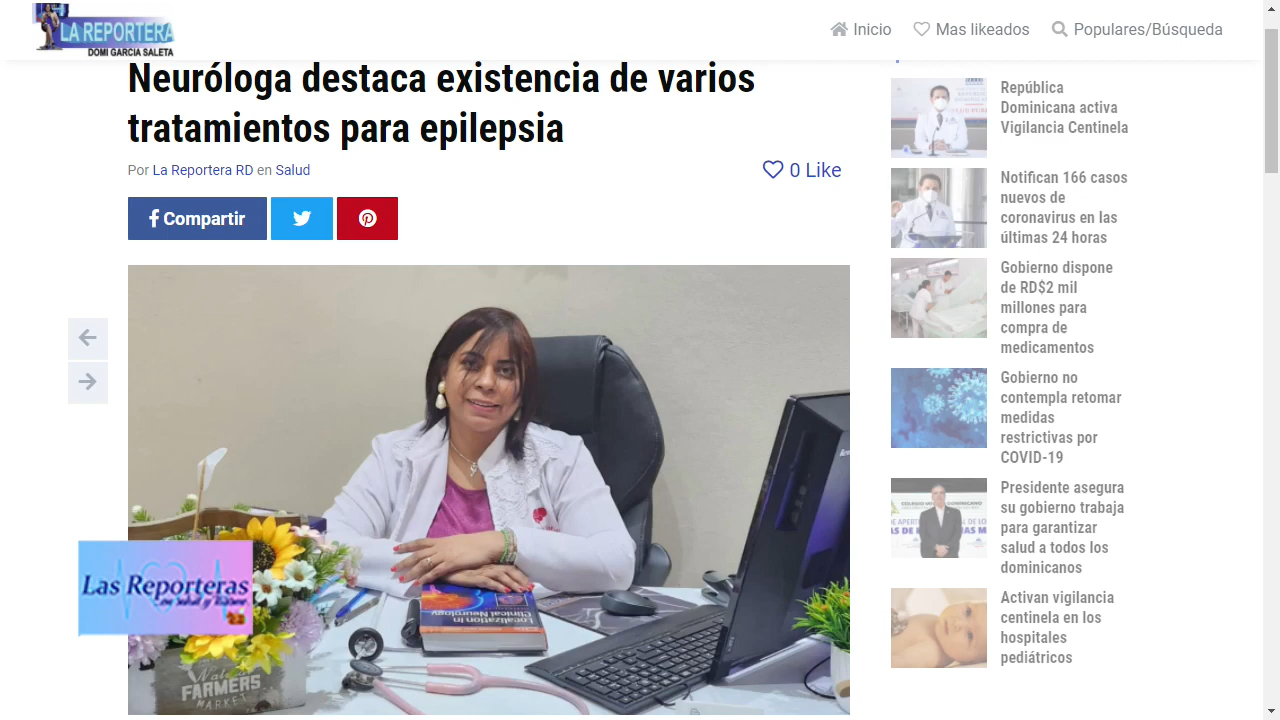 LA REPORTERA
DOMI GARCIA SALETA
Inicio
Mas likeados
Populares/Búsqueda
Neuróloga destaca existencia de varios
tratamientos para epilepsia
Por La Reportera RD en Salud
0 Like
Compartir
Las Reporteras
Localization in
Clinical Neurology
FARMERS
MARKET
República
Dominicana activa
Vigilancia Centinela
Notifican 166 casos
nuevos de
coronavirus en las
últimas 24 horas
Gobierno dispone
de RD$2 mil
millones para
compra de
medicamentos
Gobierno no
contempla retomar
medidas
restrictivas por
COVID-19
Presidente asegura
su gobierno trabaja
para garantizar
salud a todos los
dominicanos
Activan vigilancia
centinela en los
hospitales
pediátricos